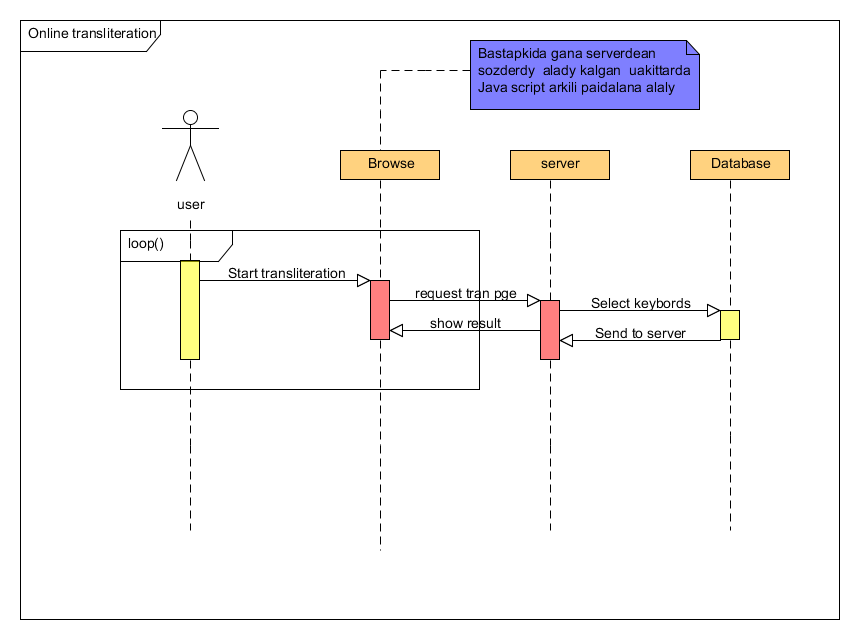 Online transliteration
Bastapkida gana serverdean
sozderdy alady kalgan uakittarda
Java script arkili paidalana alaly
Browse
server
Database
user
loop()
Start transliteration
request tran pge
Select keybords
show result
Send to server